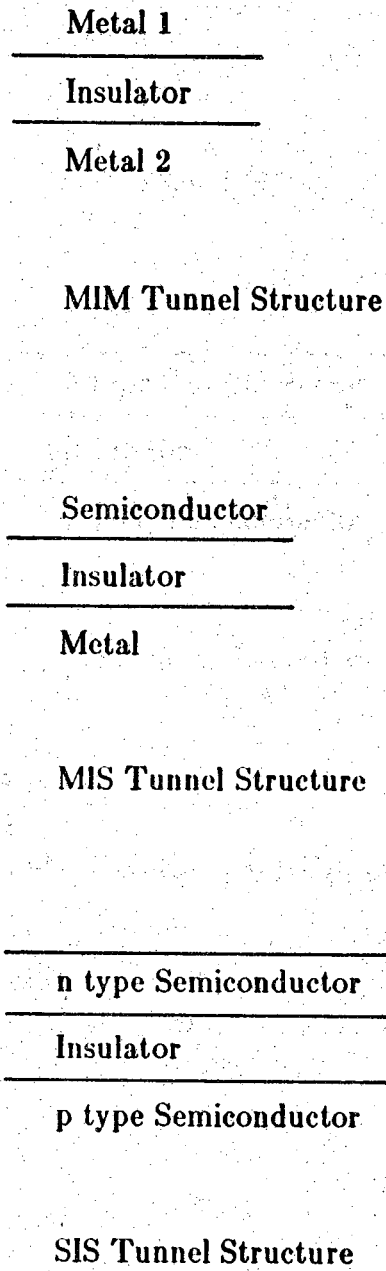 Metal 1
Insulator
Metal 2
MIM Tunnel Structure
Semiconductor
Insulator
Metal
MIS Tunnel Structure
n type Semiconductor
Insulator
p type Semiconductor
SIS Tunnel Structure